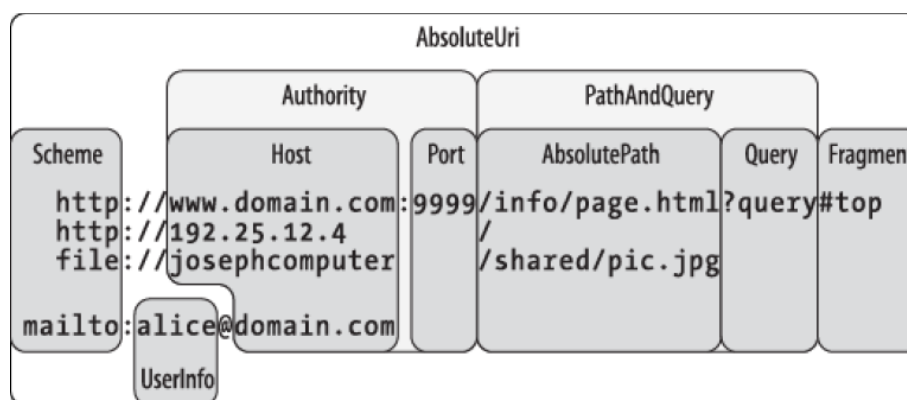 AbsoluteUri
Authority PathAndQuery
Scheme Host Port AbsolutePath Query Fragmen
http://www.domain.com:9999/info/page.html?query#top
http://192.25.12.4 /
file://josephcomputer /shared/pic.jpg
mailto:alice@domain.com
UserInfo